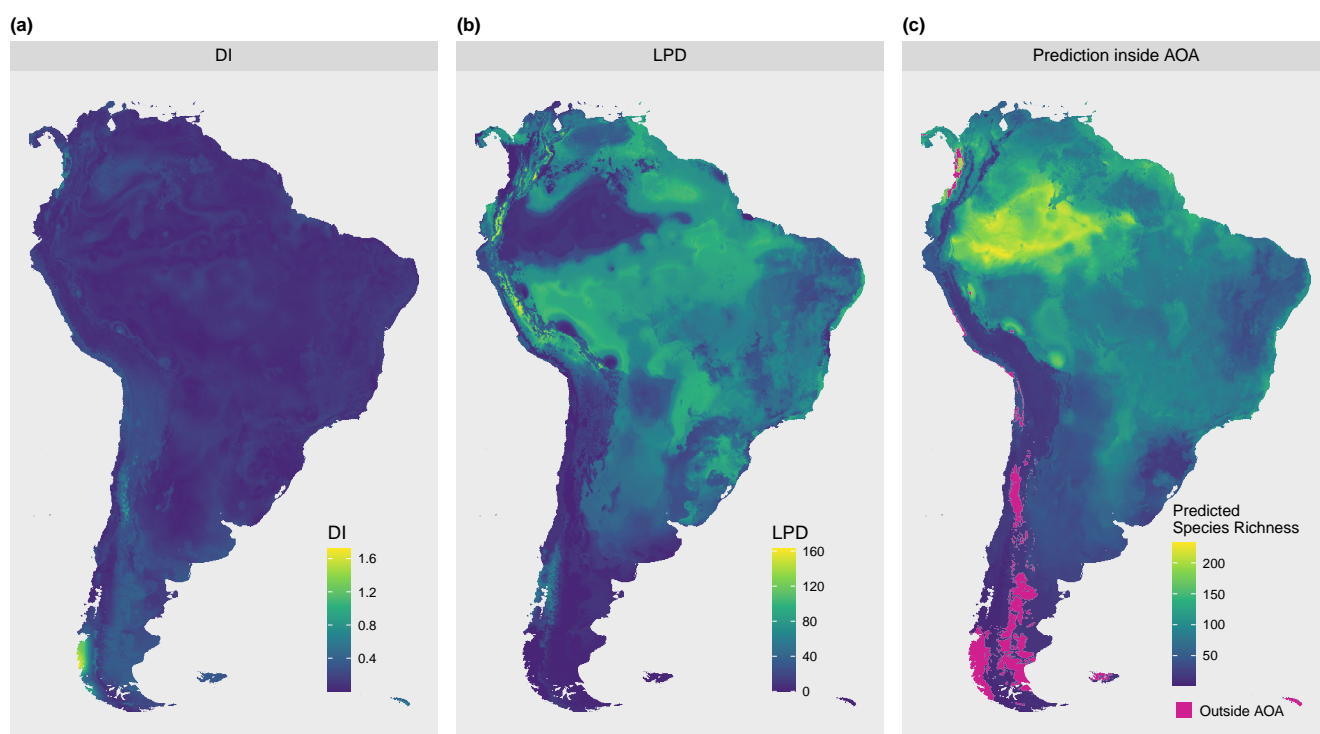 (a)
DI
(b)
LPD
(c)
Prediction inside AOA
DI
1.6
1.2
0.8
0.4
LPD
160
120
80
40
0
Predicted
Species Richness
200
150
100
50
Outside AOA